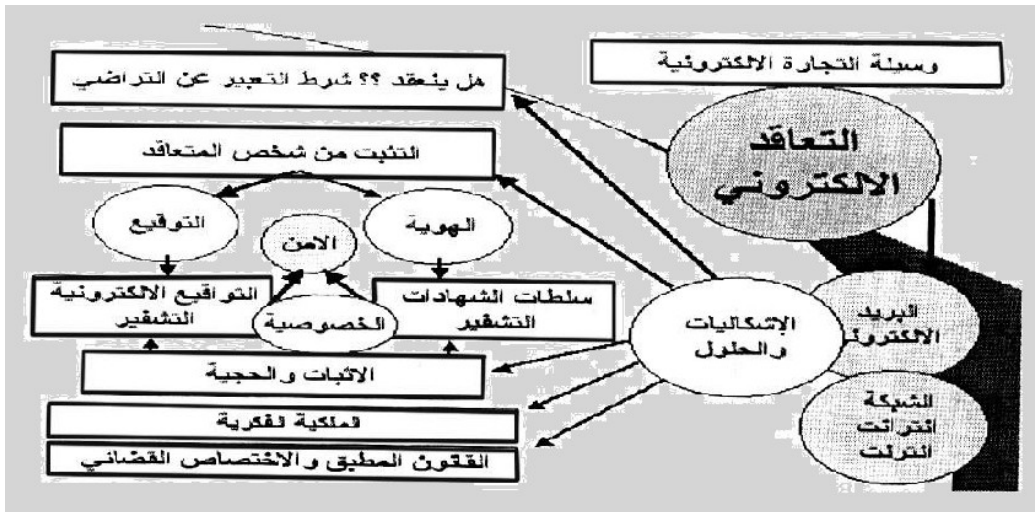 وسيلة التجارة الالكترونية
التعاقد
الالكتروني
هل ينعقد ؟؟ شرط التعبير عن التراضي
التثبت من شخص المتعاقد
الهوية
التوقيع
الامن
الخصوصية
سلطات الشهادات
التشفير
التواقيع الالكترونية
التشفير
الإشكاليات
والحلول
البريد
الالكتروني
الشبكة
انترانت
انترنت
الاثبات والحجية
الملكية الفكرية
القانون المطبق والاختصاص القضائي